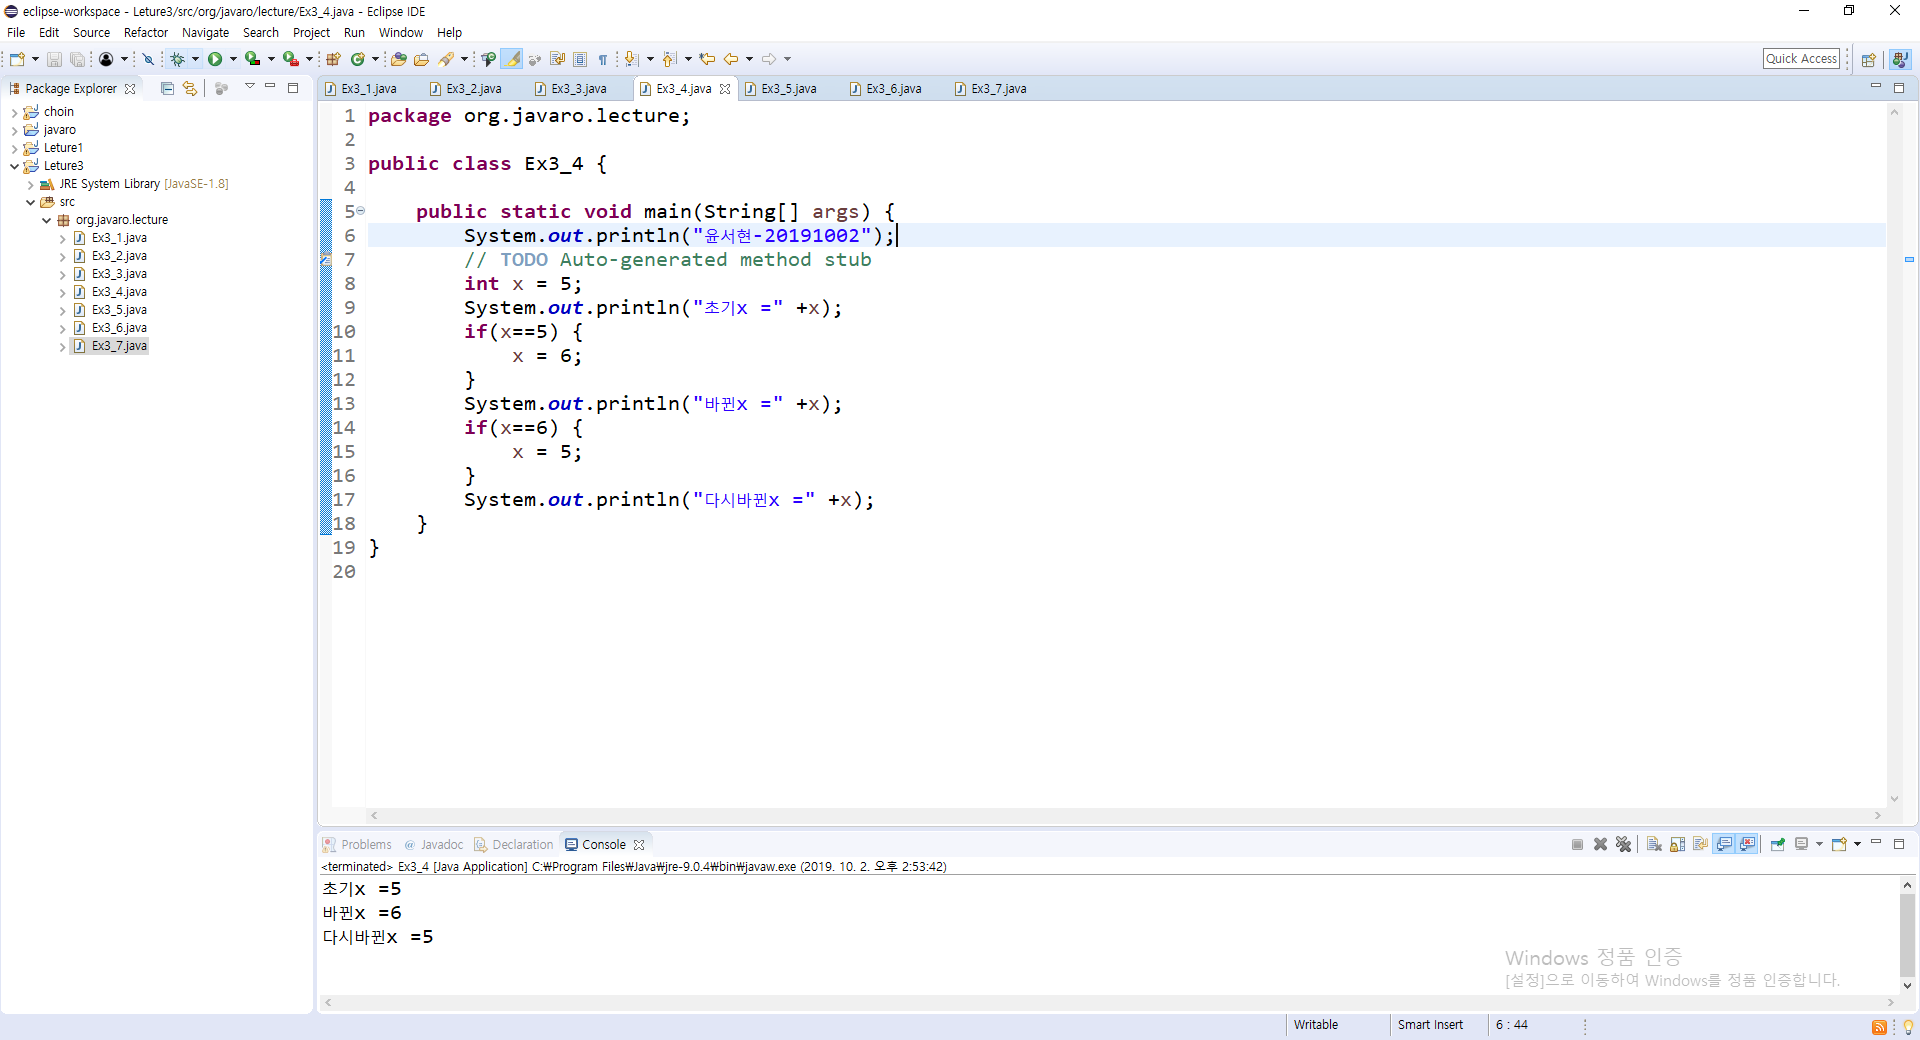 eclipse-workspace - Leture3/src/org/javaro/lecture/Ex3_4.java - Eclipse IDE
File Edit Source Refactor Navigate Search Project Run Window Help
Quick Access
Package Explorer
choin
javaro
Leture1
Leture3
JRE System Library [JavaSE-1.8]
src
org.javaro.lecture
Ex3_1.java
Ex3_2.java
Ex3_3.java
Ex3_4.java
Ex3_5.java
Ex3_6.java
Ex3_7.java
Ex3_1.java Ex3_2.java Ex3_3.java Ex3_4.java Ex3_5.java Ex3_6.java Ex3_7.java
1 package org.javaro.lecture;
2
3 public class Ex3_4 {
4
5 public static void main(String[] args) {
6 System.out.println("윤서현-20191002");
7 // TODO Auto-generated method stub
8 int x = 5;
9 System.out.println("초기x =" +x);
10 if(x==5) {
11 x = 6;
12 }
13 System.out.println("바뀐x =" +x);
14 if(x==6) {
15 x = 5;
16 }
17 System.out.println("다시바뀐x =" +x);
18 }
19 }
20
Problems @ Javadoc Declaration Console
<terminated> Ex3_4 [Java Application] C:₩Program Files₩Java₩jre-9.0.4₩bin₩javaw.exe (2019. 10. 2. 오후 2:53:42)
초기x =5
바뀐x =6
다시바뀐x =5
Windows 정품 인증
[설정]으로 이동하여 Windows를 정품 인증합니다.
Writable Smart Insert 6 : 44